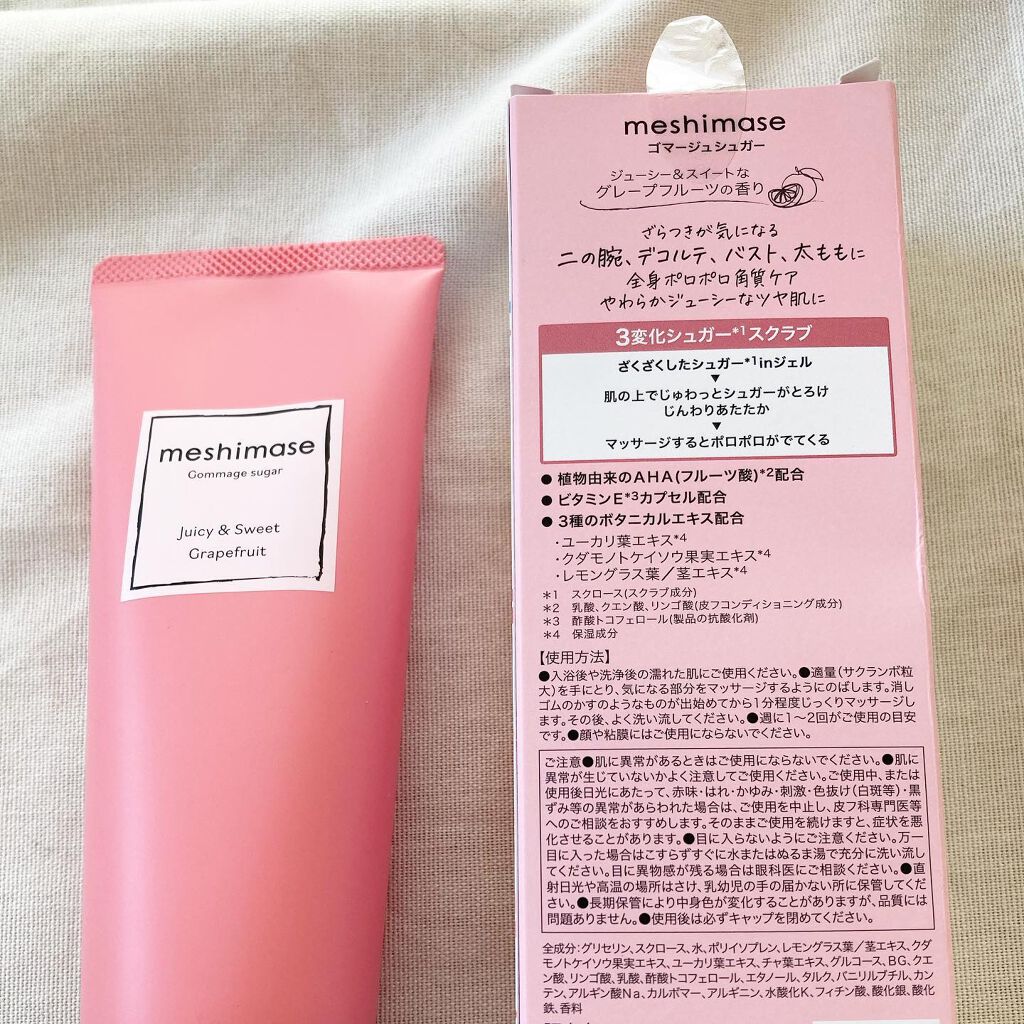 meshimase
Gommage sugar
Juicy & Sweet
Grapefruit
meshimase
ゴマージュシュガー
ジューシー&スイートな
グレープフルーツの香り
ざらつきが気になる
二の腕、デコルテ、バスト、太ももに
全身ポロポロ角質ケア
やわらかジューシーなツヤ肌に
3変化シュガー*1スクラブ
ざくざくしたシュガー*1inジェル
▼
肌の上でじゅわっとシュガーがとろけ
じんわりあたたか
▼
マッサージするとポロポロがでてくる
● 植物由来のAHA(フルーツ酸)*2配合
● ビタミンE*3カプセル配合
● 3種のボタニカルエキス配合
・ユーカリ葉エキス*4
・クダモノトケイソウ果実エキス*4
・レモングラス葉/茎エキス*4
*1 スクロース(スクラブ成分)
*2 乳酸、クエン酸、リンゴ酸(皮フコンディショニング成分)
*3 酢酸トコフェロール(製品の抗酸化剤)
*4 保湿成分
【使用方法】
●入浴後や洗浄後の濡れた肌にご使用ください。●適量(サクランボ粒
大)を手にとり、気になる部分をマッサージするようにのばします。消し
ゴムのかすのようなものが出始めてから1分程度じっくりマッサージし
ます。その後、よく洗い流してください。●週に1〜2回がご使用の目安
です。●顔や粘膜にはご使用にならないでください。
ご注意●肌に異常があるときはご使用にならないでください。●肌に
異常が生じていないかよく注意してご使用ください。ご使用中、または
使用後日光にあたって、赤味・はれ・かゆみ・刺激・色抜け(白斑等)・黒
ずみ等の異常があらわれた場合は、ご使用を中止し、皮フ科専門医等
へのご相談をおすすめします。そのままご使用を続けますと、症状を悪
化させることがあります。●目に入らないようにご注意ください。万一
目に入った場合はこすらずすぐに水またはぬるま湯で充分に洗い流し
てください。目に異物感が残る場合は眼科医にご相談ください。●直
射日光や高温の場所はさけ、乳幼児の手の届かない所に保管してくだ
さい。●長期保管により中身色が変化することがありますが、品質には
問題ありません。●使用後は必ずキャップを閉めてください。
全成分:グリセリン、スクロース、水、ポリイソプレン、レモングラス葉/茎エキス、クダ
モノトケイソウ果実エキス、ユーカリ葉エキス、チャ葉エキス、グルコース、BG、クエ
ン酸、リンゴ酸、乳酸、酢酸トコフェロール、エタノール、タルク、バニリルブチル、カン
テン、アルギン酸Na、カルボマー、アルギニン、水酸化K、フィチン酸、酸化銀、酸化
鉄、香料